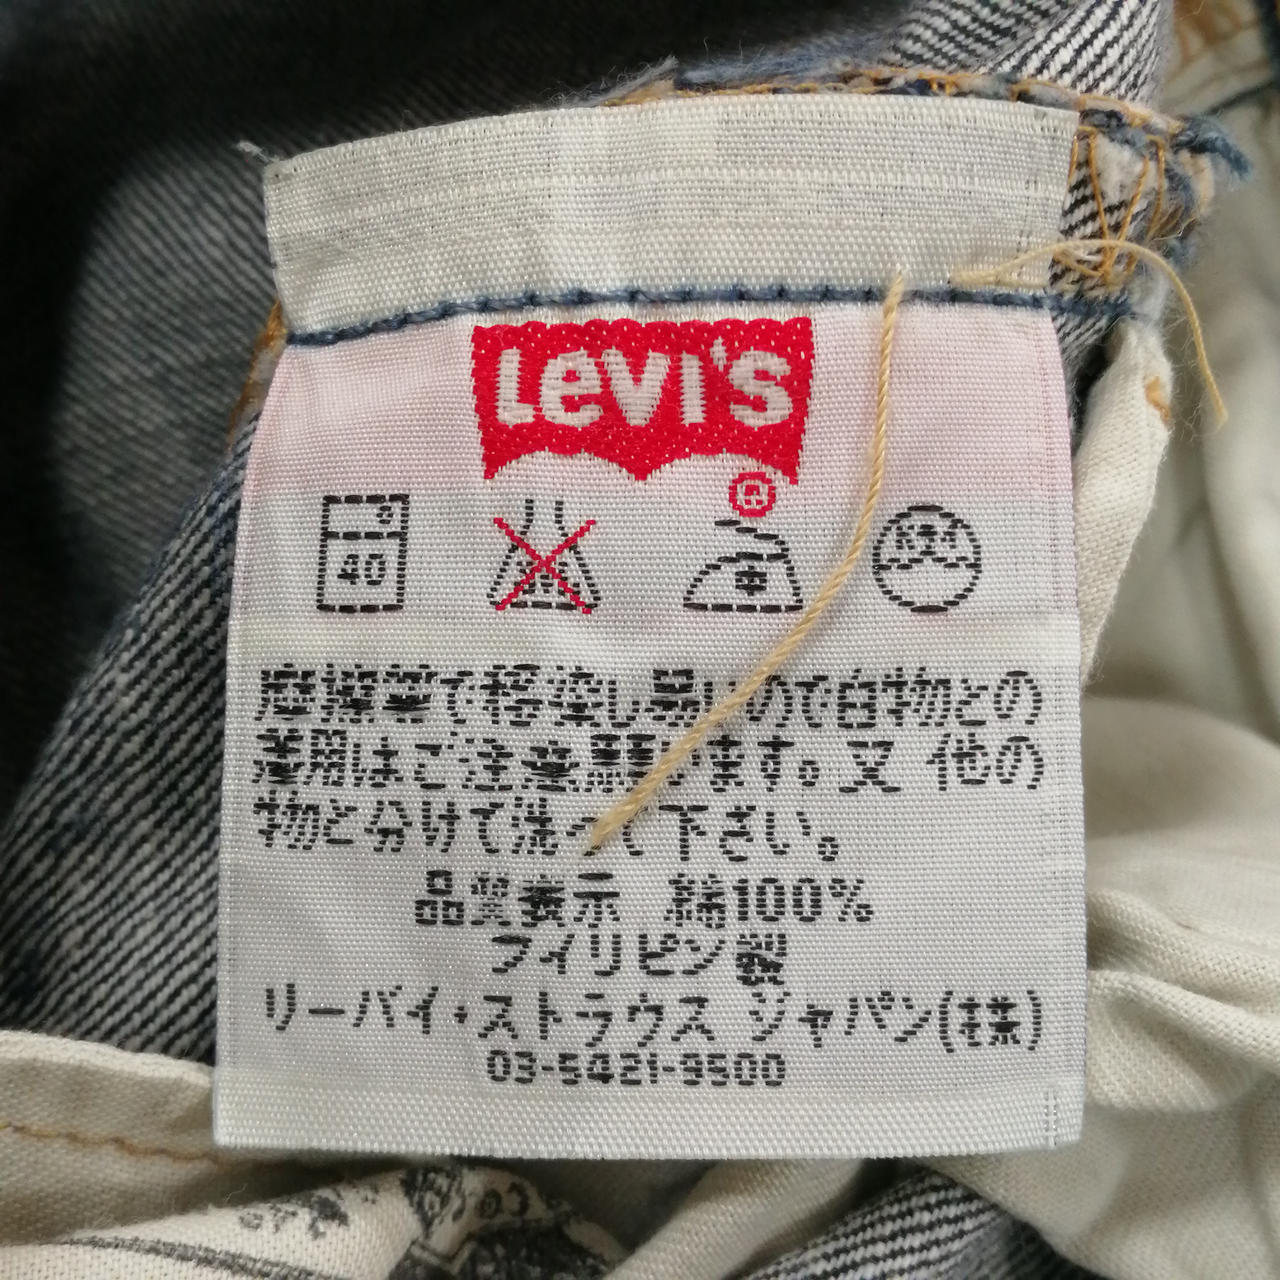 Levi's
®
40
中
摩擦等で移染し易いので白物との
着用はご注意願います。又 他の
物と分けて洗って下さい。
品質表示 綿100%
フィリピン製
リーバイ・ストラウス ジャパン(株)
03-5421-9500
Co